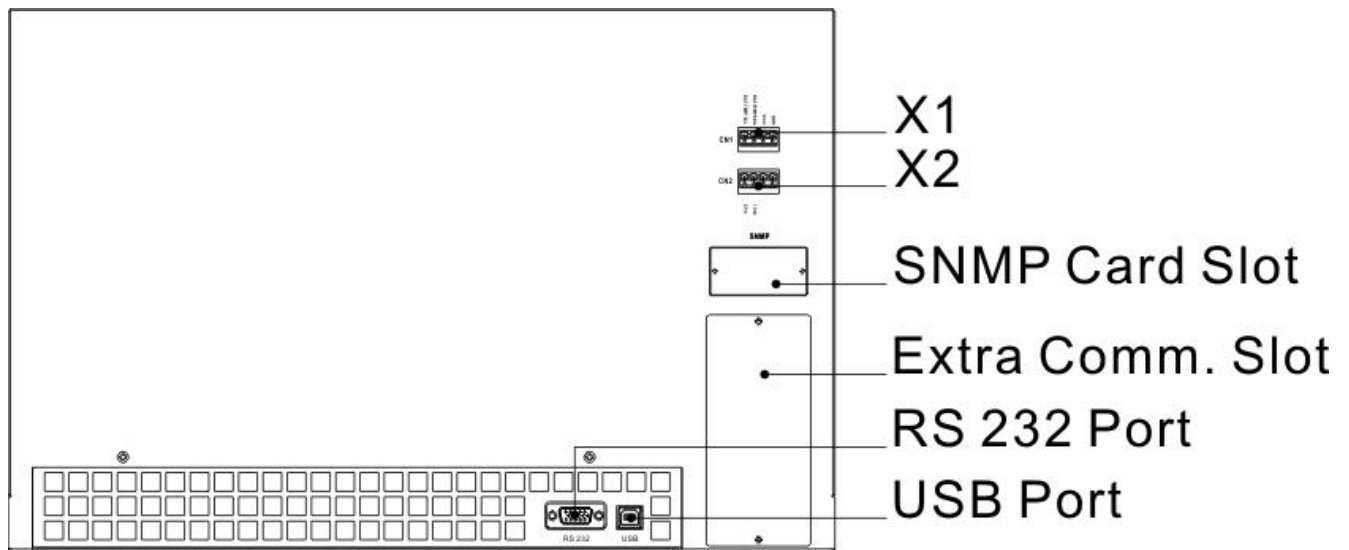 X1
CN1
X2
CN2
SNMP
SNMP Card Slot
Extra Comm. Slot
RS 232 Port
USB Port
RS 232
USB